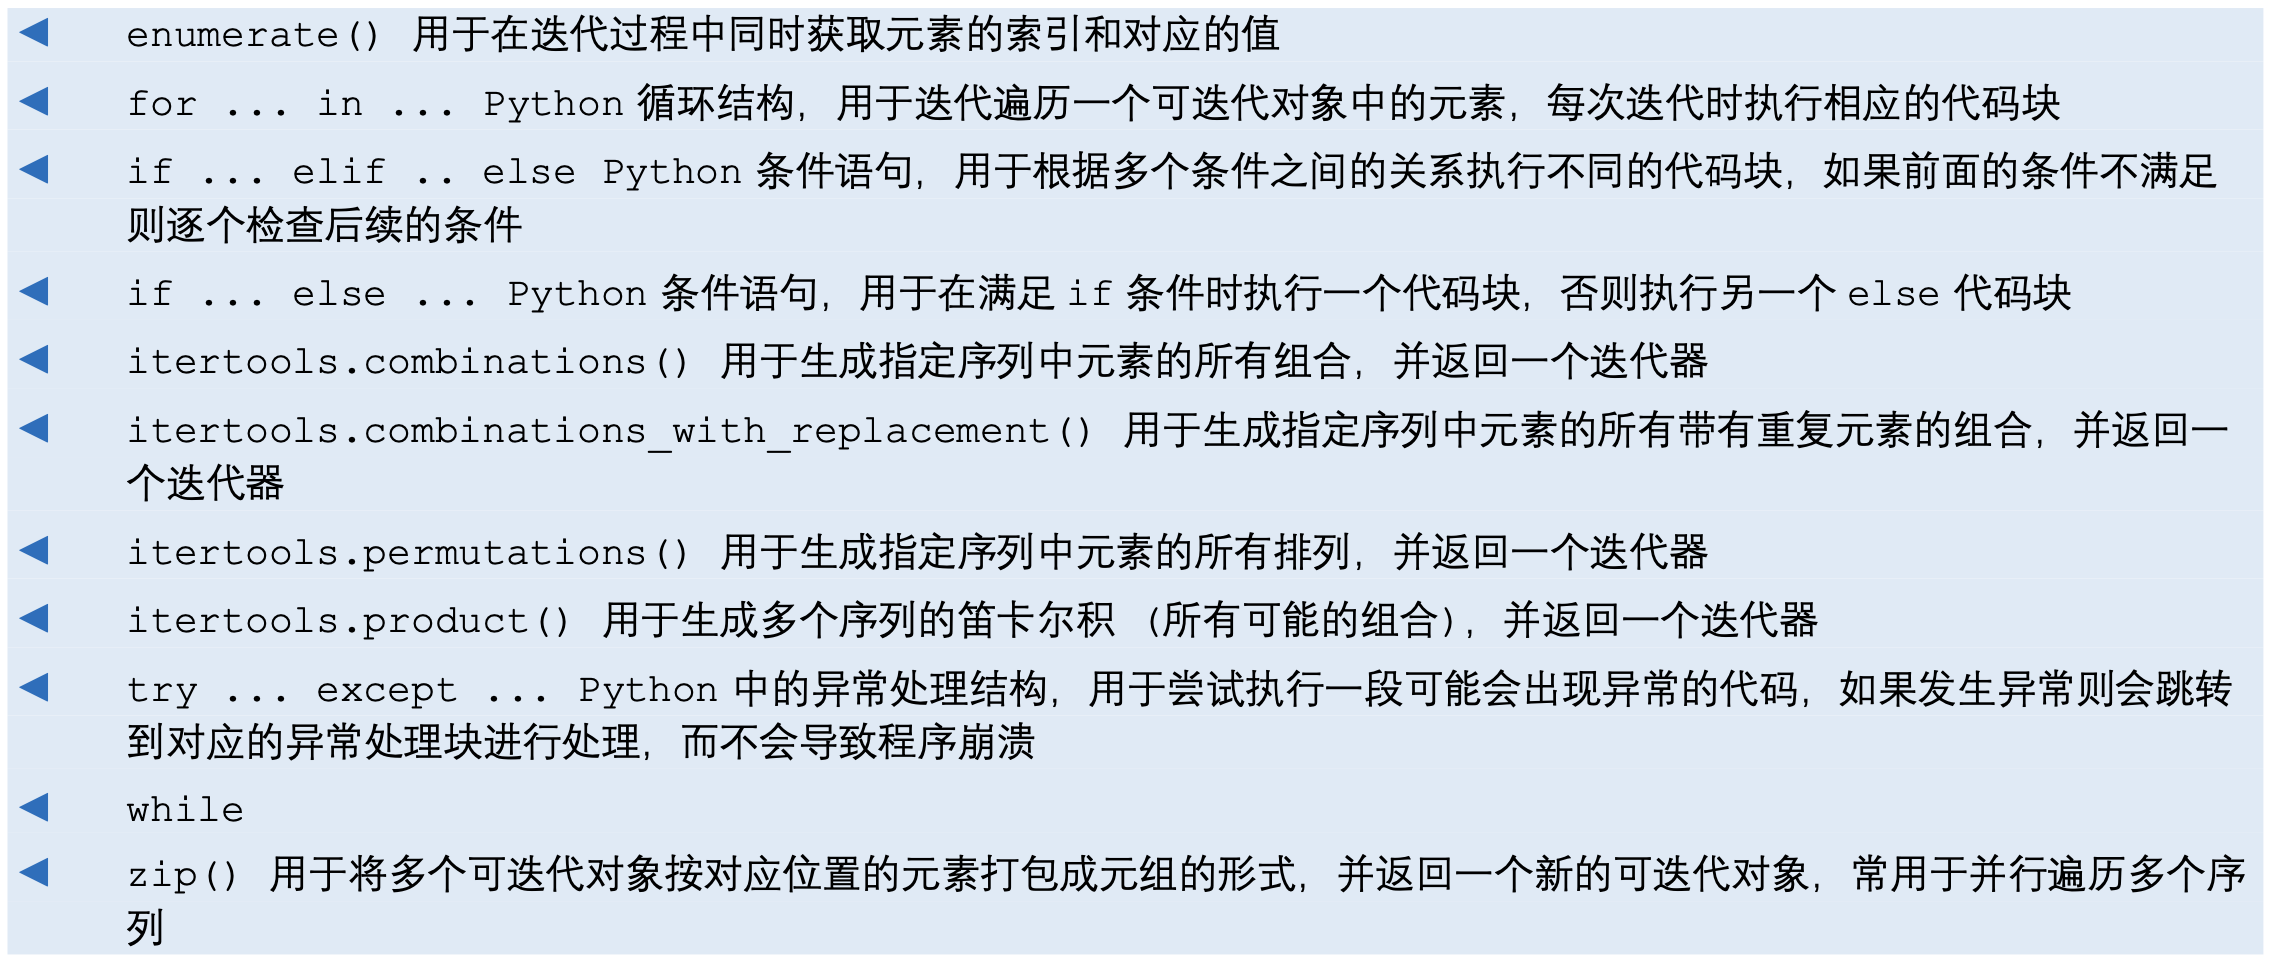 ◀ enumerate() 用于在迭代过程中同时获取元素的索引和对应的值
◀ for ... in ... Python 循环结构，用于迭代遍历一个可迭代对象中的元素，每次迭代时执行相应的代码块
◀ if ... elif .. else Python 条件语句，用于根据多个条件之间的关系执行不同的代码块，如果前面的条件不满足
则逐个检查后续的条件
◀ if ... else ... Python 条件语句，用于在满足 if 条件时执行一个代码块，否则执行另一个 else 代码块
◀ itertools.combinations() 用于生成指定序列中元素的所有组合，并返回一个迭代器
◀ itertools.combinations_with_replacement() 用于生成指定序列中元素的所有带有重复元素的组合，并返回一
个迭代器
◀ itertools.permutations() 用于生成指定序列中元素的所有排列，并返回一个迭代器
◀ itertools.product() 用于生成多个序列的笛卡尔积 (所有可能的组合)，并返回一个迭代器
◀ try ... except ... Python 中的异常处理结构，用于尝试执行一段可能会出现异常的代码，如果发生异常则会跳转
到对应的异常处理块进行处理，而不会导致程序崩溃
◀ while
◀ zip() 用于将多个可迭代对象按对应位置的元素打包成元组的形式，并返回一个新的可迭代对象，常用于并行遍历多个序
列